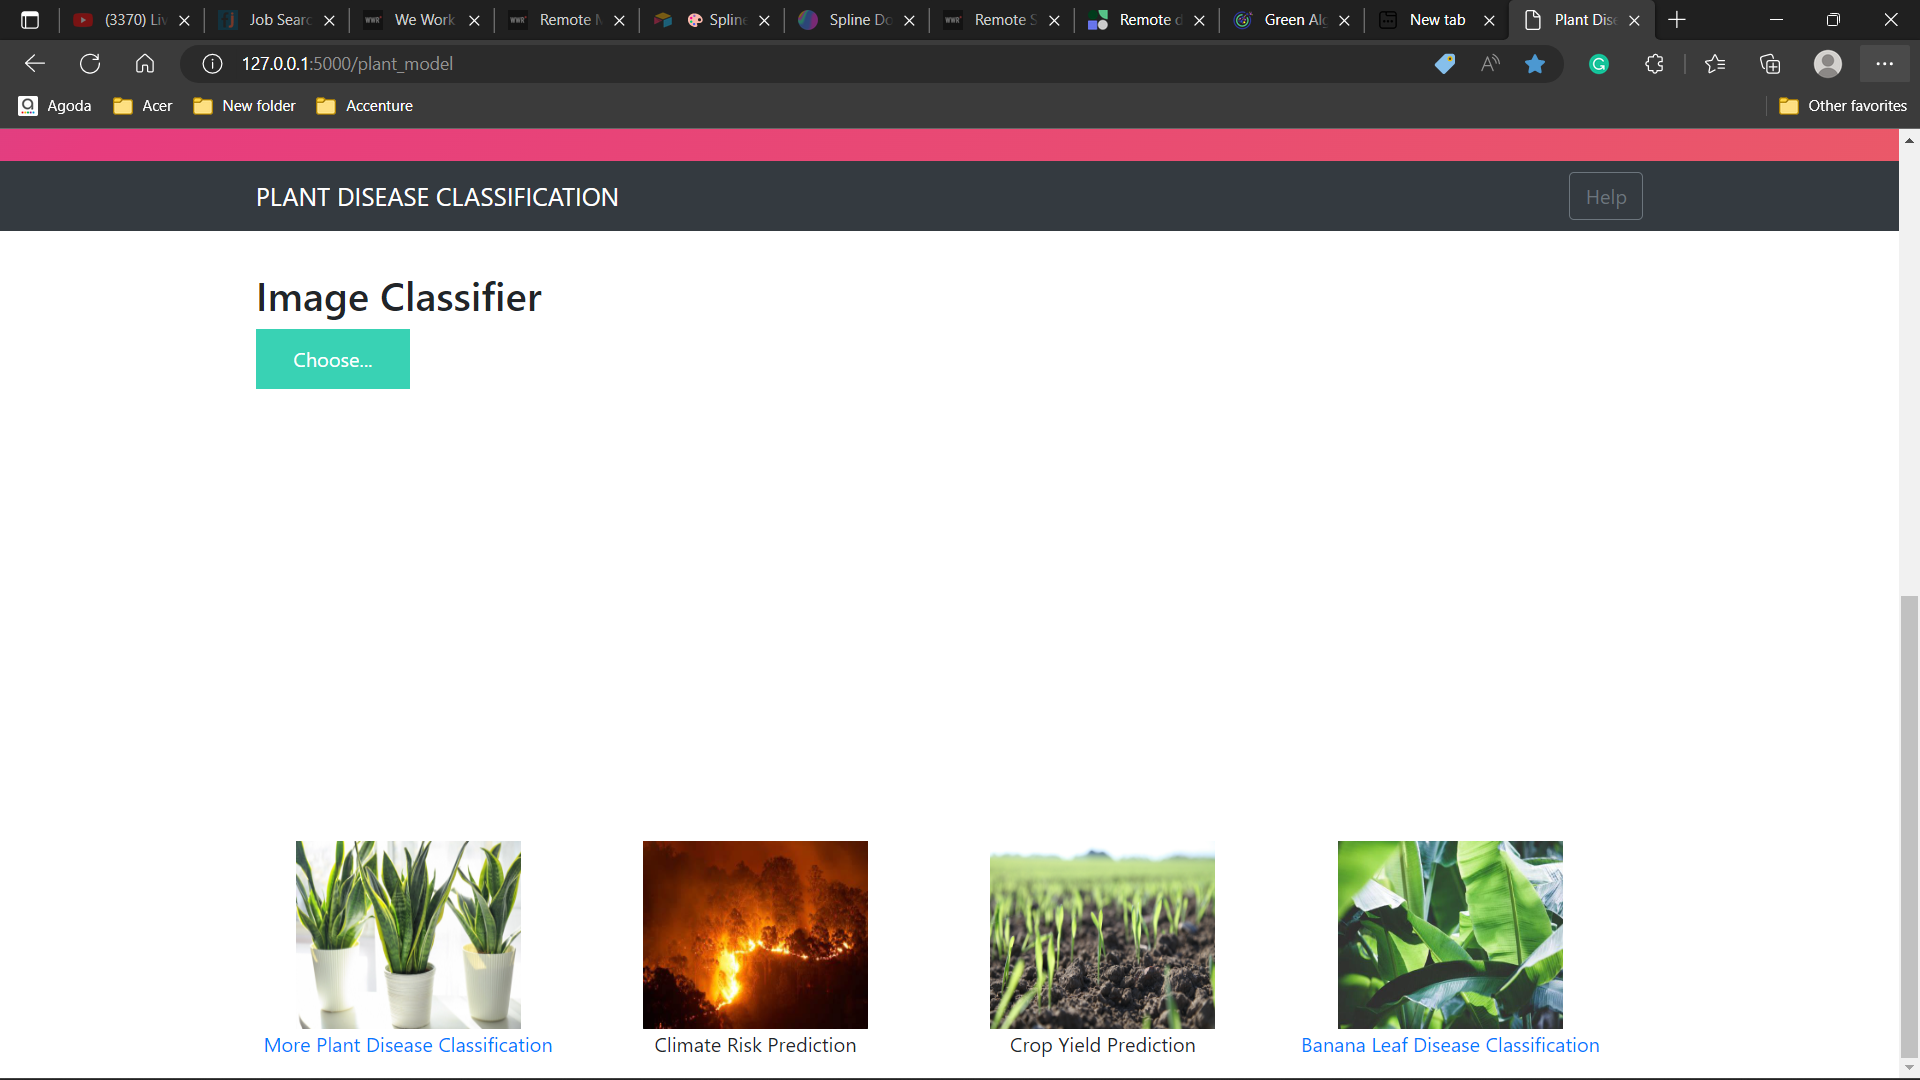 (3370) Liv
Job Searc
We Work
Remote
Spline
Spline Do
Remote S
Remote d
Green Alg
New tab
Plant Dise
127.0.0.1:5000/plant_model
Agoda
Acer
New folder
Accenture
Other favorites
PLANT DISEASE CLASSIFICATION
Help
Image Classifier
Choose...
More Plant Disease Classification
Climate Risk Prediction
Crop Yield Prediction
Banana Leaf Disease Classification